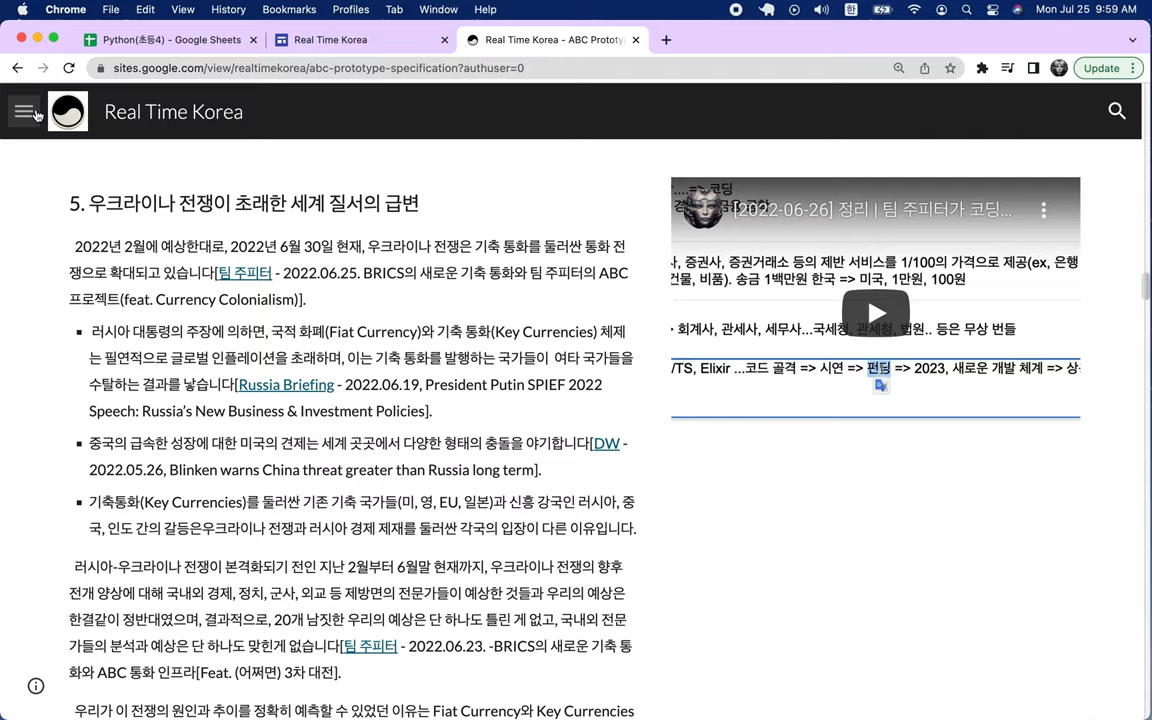 Chrome File Edit View History Bookmarks Profiles Tab Window Help 한 Mon Jul 25 9:59 AM
Python(초등4) - Google Sheets Real Time Korea Real Time Korea - ABC Prototy
sites.google.com/view/realtimekorea/abc-prototype-specification?authuser=0 Update
Real Time Korea
5. 우크라이나 전쟁이 초래한 세계 질서의 급변
2022년 2월에 예상한대로, 2022년 6월 30일 현재, 우크라이나 전쟁은 기축 통화를 둘러싼 통화 전
쟁으로 확대되고 있습니다[팀 주피터 - 2022.06.25. BRICS의 새로운 기축 통화와 팀 주피터의 ABC
프로젝트(feat. Currency Colonialism)].
▪ 러시아 대통령의 주장에 의하면, 국적 화폐(Fiat Currency)와 기축 통화(Key Currencies) 체제
는 필연적으로 글로벌 인플레이션을 초래하며, 이는 기축 통화를 발행하는 국가들이 여타 국가들을
수탈하는 결과를 낳습니다[Russia Briefing - 2022.06.19, President Putin SPIEF 2022
Speech: Russia's New Business & Investment Policies].
▪ 중국의 급속한 성장에 대한 미국의 견제는 세계 곳곳에서 다양한 형태의 충돌을 야기합니다[DW -
2022.05.26, Blinken warns China threat greater than Russia long term].
▪ 기축통화(Key Currencies)를 둘러싼 기존 기축 국가들(미, 영, EU, 일본)과 신흥 강국인 러시아, 중
국, 인도 간의 갈등은우크라이나 전쟁과 러시아 경제 제재를 둘러싼 각국의 입장이 다른 이유입니다.
러시아-우크라이나 전쟁이 본격화되기 전인 지난 2월부터 6월말 현재까지, 우크라이나 전쟁의 향후
전개 양상에 대해 국내외 경제, 정치, 군사, 외교 등 제방면의 전문가들이 예상한 것들과 우리의 예상은
한결같이 정반대였으며, 결과적으로, 20개 남짓한 우리의 예상은 단 하나도 틀린 게 없고, 국내외 전문
가들의 분석과 예상은 단 하나도 맞힌게 없습니다[팀 주피터 - 2022.06.23. -BRICS의 새로운 기축 통
화와 ABC 통화 인프라[Feat. (어쩌면) 3차 대전].
우리가 이 전쟁의 원인과 추이를 정확히 예측할 수 있었던 이유는 Fiat Currency와 Key Currencies
....=> 코딩
[2022-06-26] 정리 | 팀 주피터가 코딩...
사, 증권사, 증권거래소 등의 제반 서비스를 1/100의 가격으로 제공(ex, 은행
건물, 비품). 송금 1백만원 한국 => 미국, 1만원, 100원
회계사, 관세사, 세무사...국세청, 관세청, 법원.. 등은 무상 번들
/TS, Elixir ...코드 골격 => 시연 => 펀딩 => 2023, 새로운 개발 체계 => 상